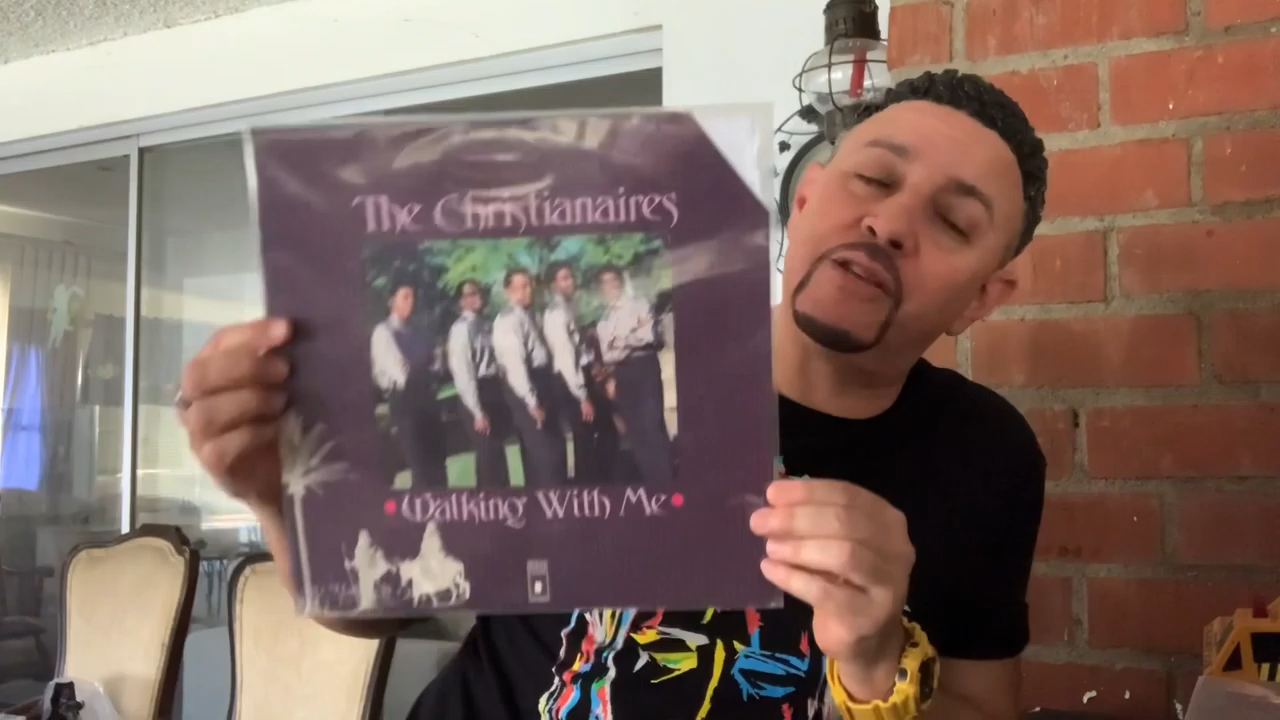 The Christianaires
• Walking With Me •